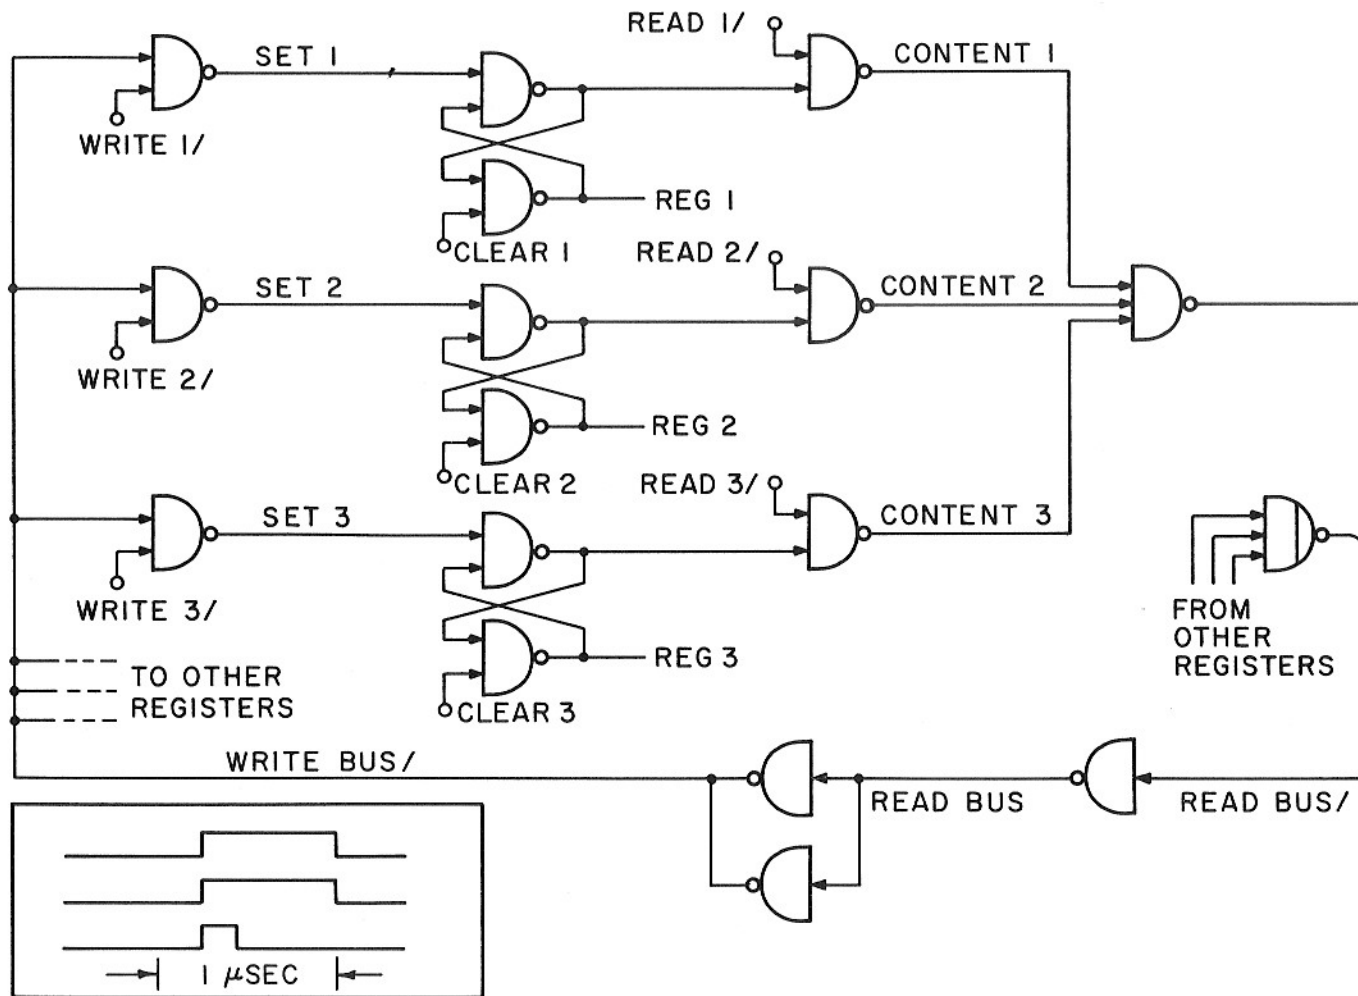 READ 1/
SET 1
CONTENT 1
WRITE 1/
REG 1
CLEAR 1
READ 2/
SET 2
CONTENT 2
WRITE 2/
REG 2
CLEAR 2
READ 3/
SET 3
CONTENT 3
WRITE 3/
FROM
OTHER
REGISTERS
REG 3
TO OTHER
REGISTERS
CLEAR 3
WRITE BUS/
READ BUS
READ BUS/
1 μSEC